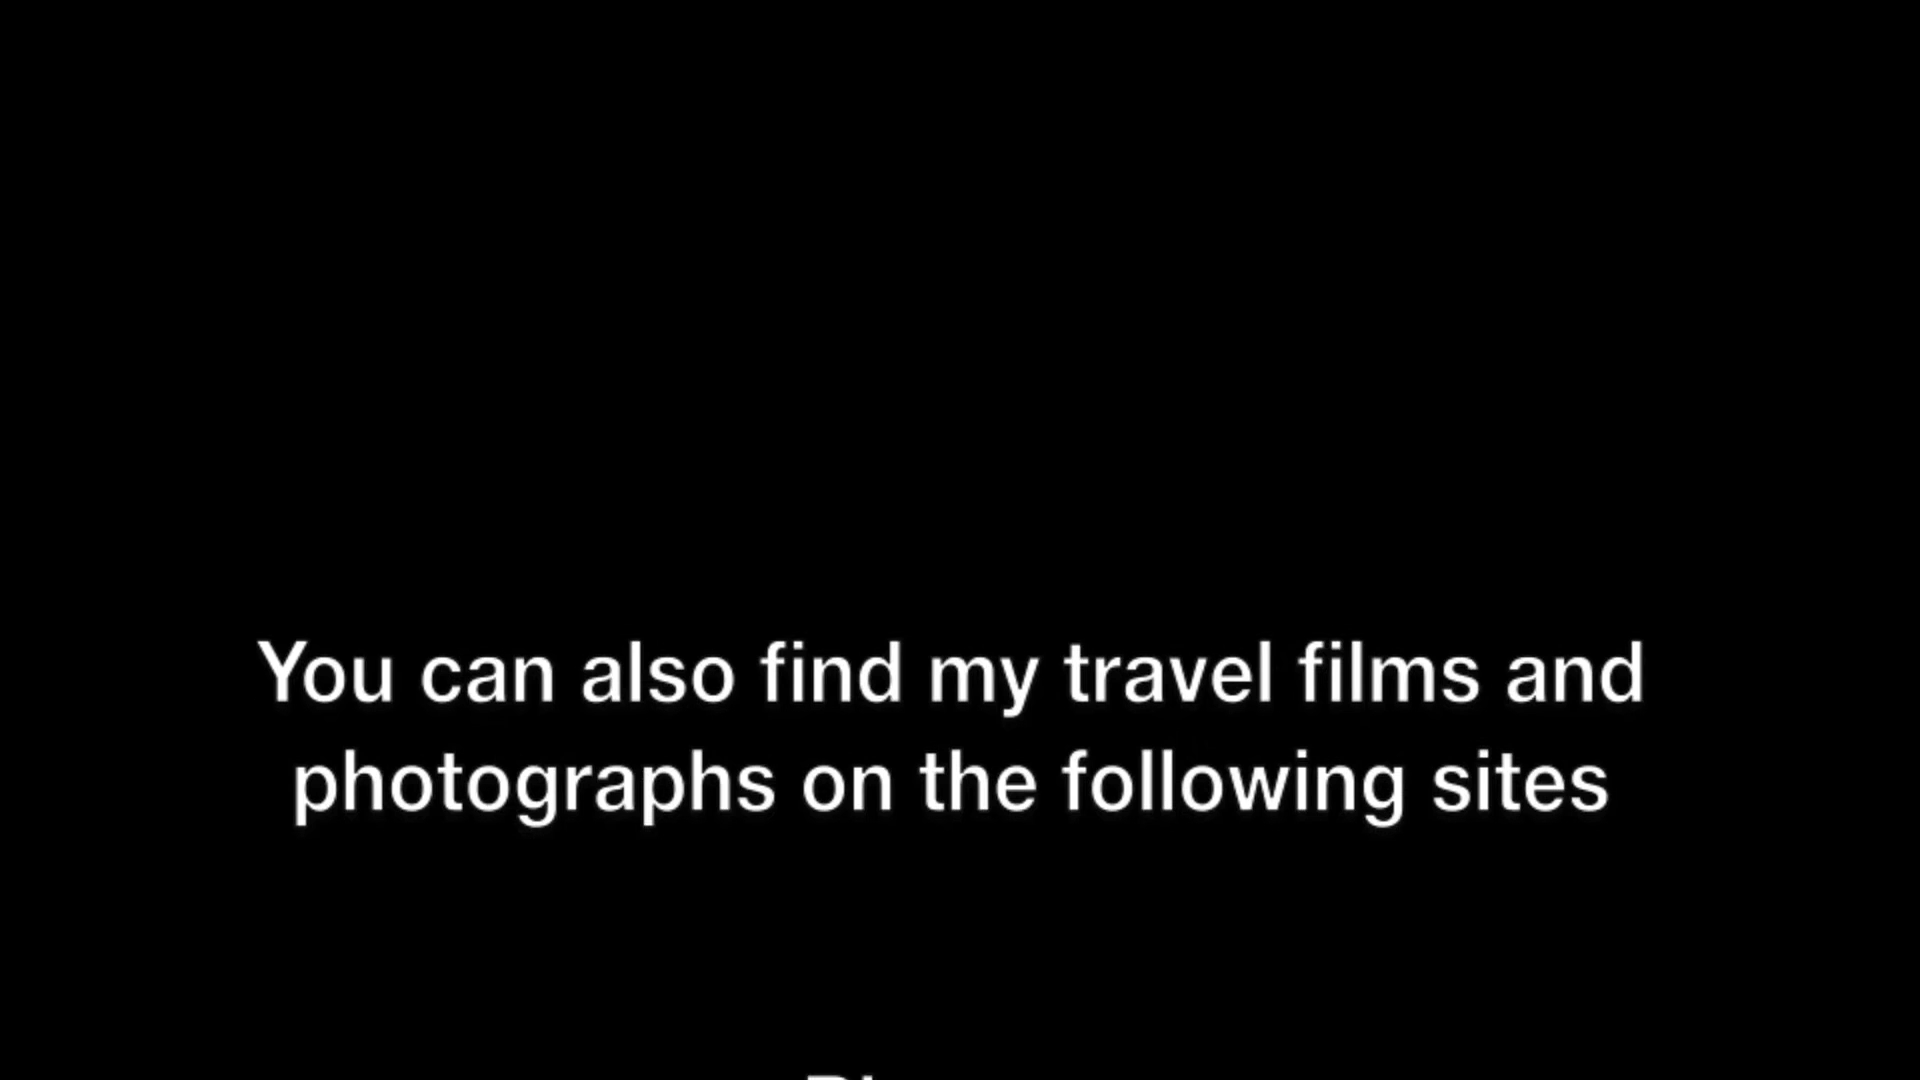 You can also find my travel films and
photographs on the following sites